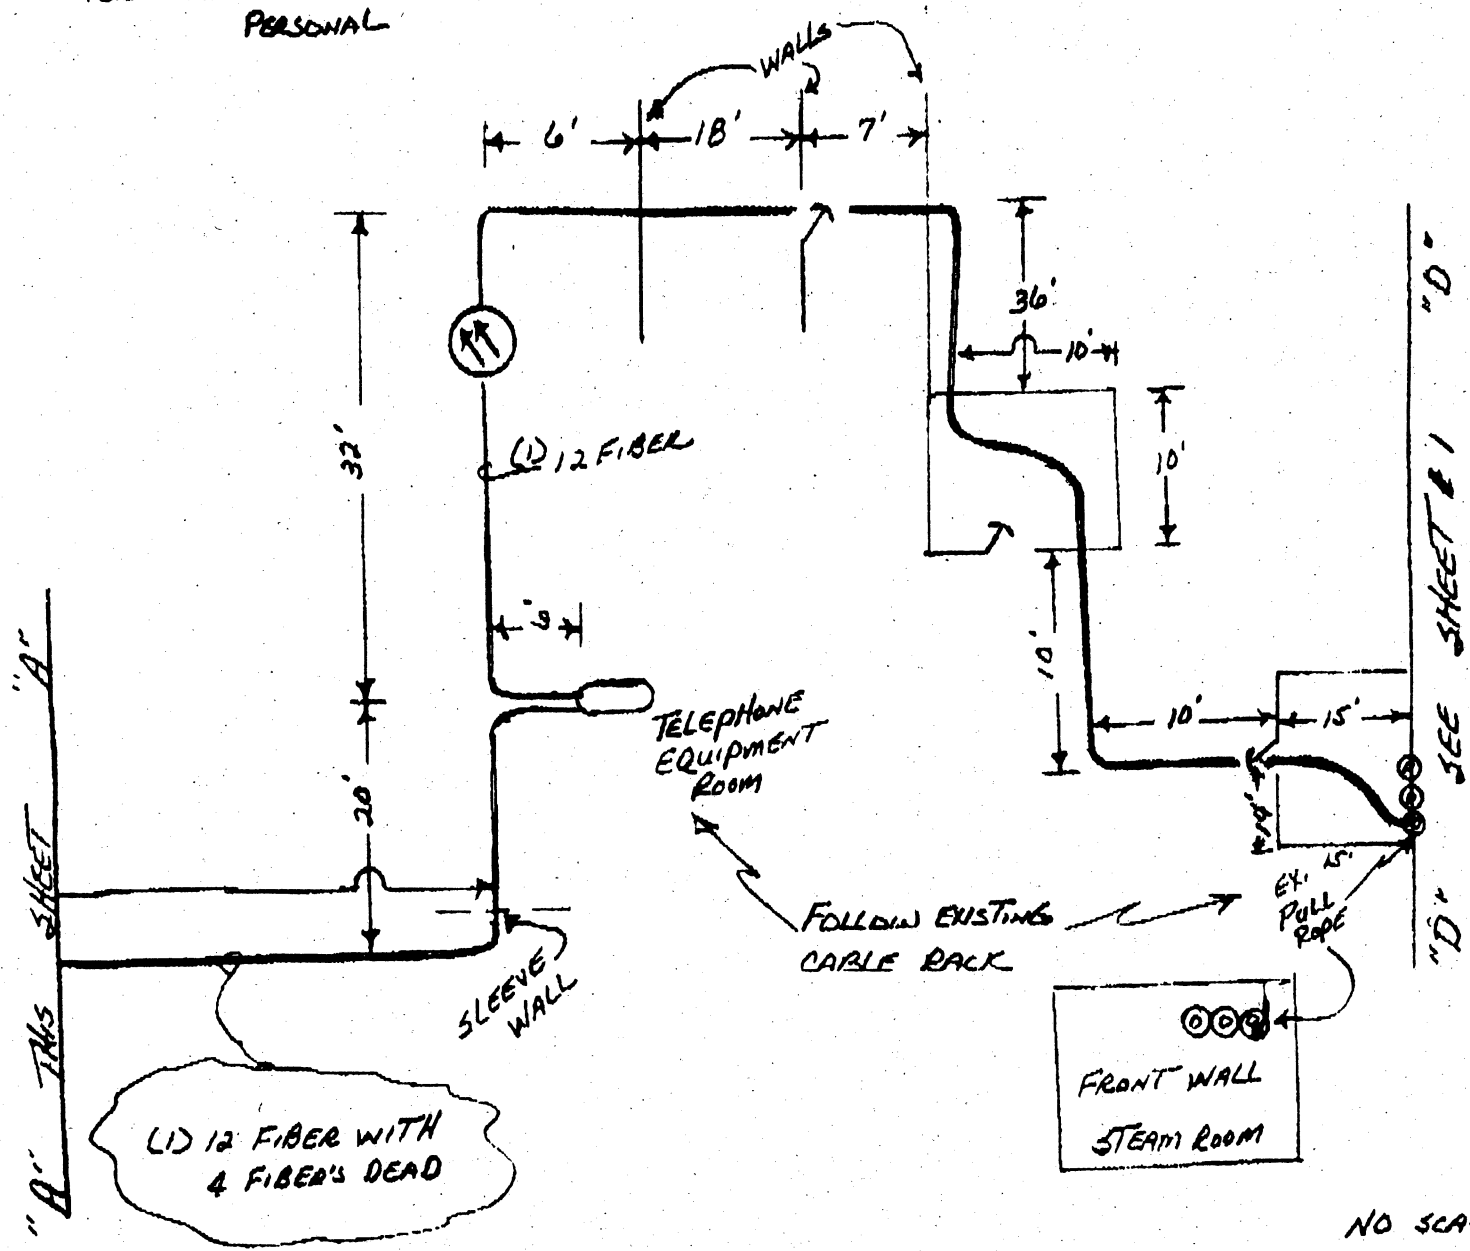 PERSONAL
WALLS
6' 18' 7'
36'
10'
10'
32'
(1) 12 FIBER
10'
10' 15'
14'
15'
20'
TELEPHONE
EQUIPMENT
ROOM
FOLLOW EXISTING
CABLE RACK
EX.
PULL
ROPE
SLEEVE
WALL
(1) 12 FIBER WITH
4 FIBER'S DEAD
FRONT WALL
STEAM ROOM
"A" THIS SHEET "A"
"D" SEE SHEET # 1 "D"
NO SCA